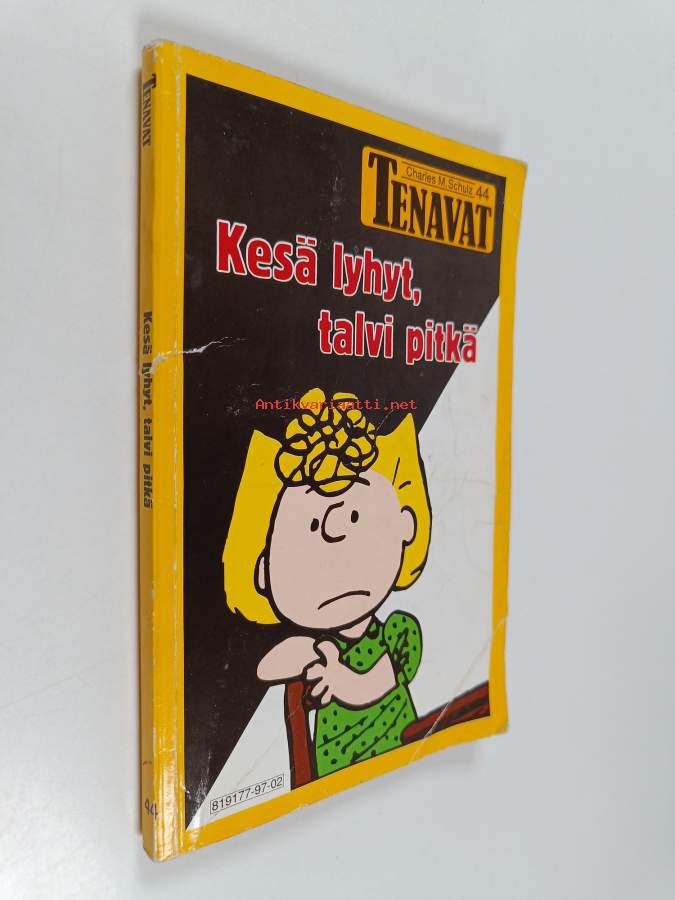 TENAVAT
Kesä lyhyt, talvi pitkä
44
Charles M. Schulz 44
TENAVAT
Kesä lyhyt,
talvi pitkä
Antikvariaatti.net
819177-97-02